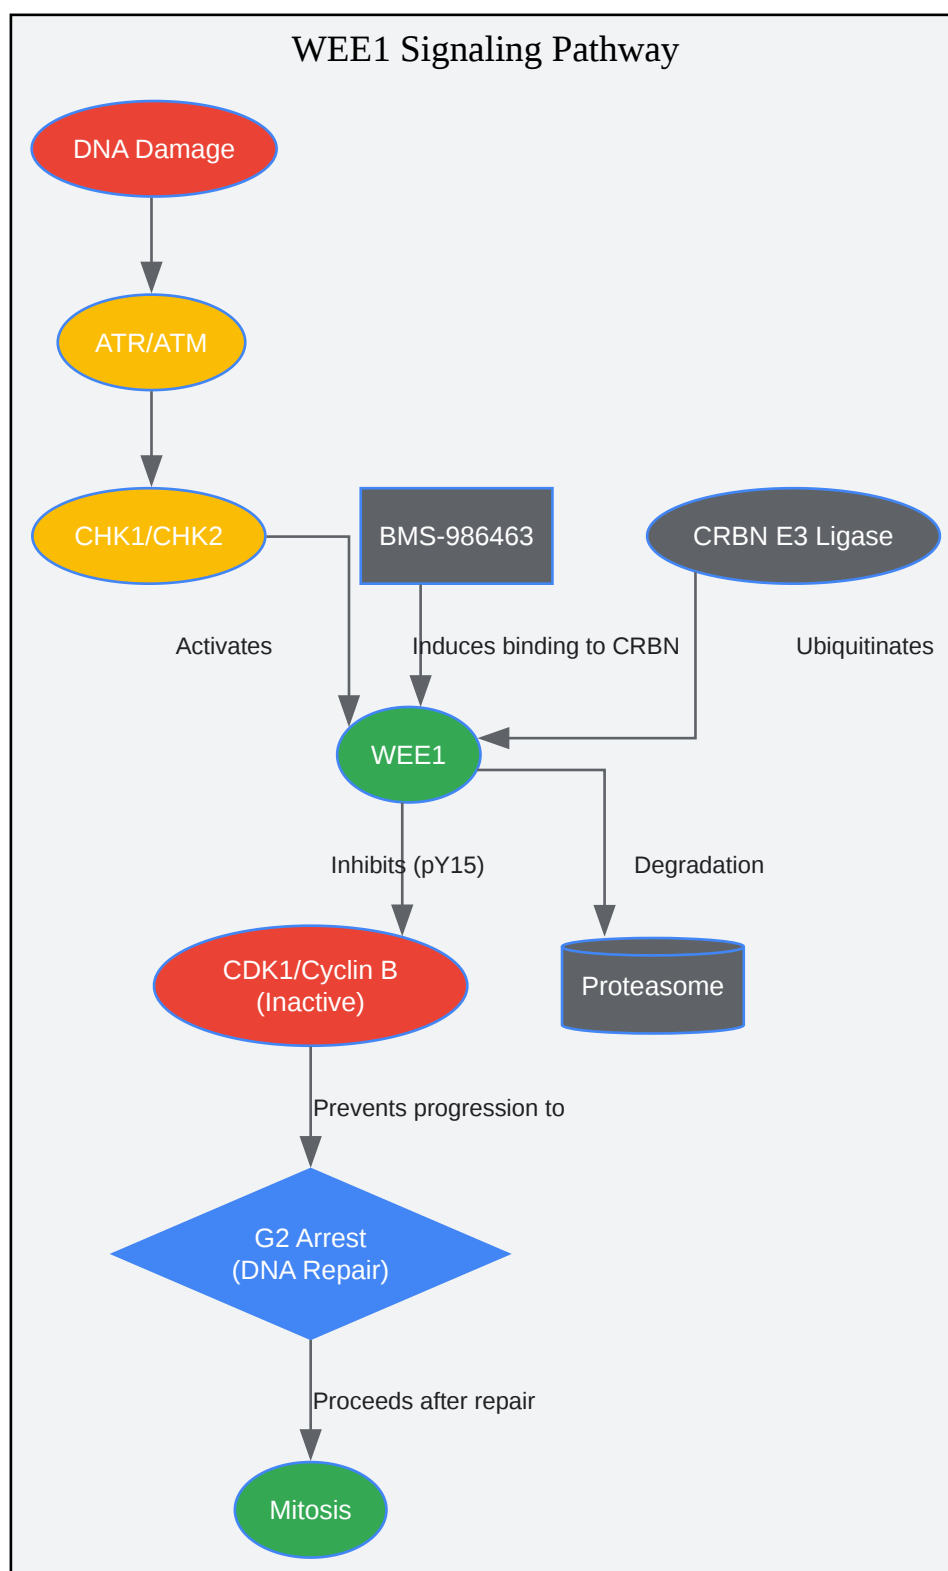 WEE1 Signaling Pathway
DNA Damage
ATR/ATM
CHK1/CHK2
BMS-986463
CRBN E3 Ligase
Activates
Induces binding to CRBN
Ubiquitinates
WEE1
Inhibits (pY15)
Degradation
CDK1/Cyclin B
(Inactive)
Proteasome
Prevents progression to
G2 Arrest
(DNA Repair)
Proceeds after repair
Mitosis